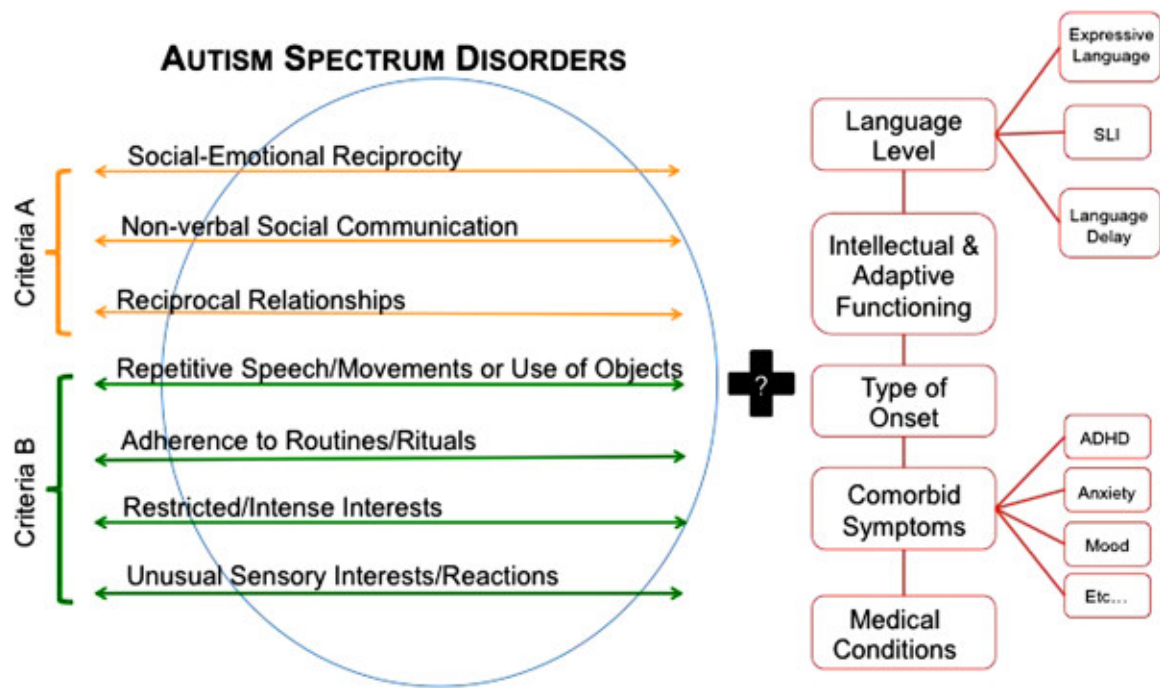 AUTISM SPECTRUM DISORDERS
Criteria A
Social-Emotional Reciprocity
Non-verbal Social Communication
Reciprocal Relationships
Criteria B
Repetitive Speech/Movements or Use of Objects
Adherence to Routines/Rituals
Restricted/Intense Interests
Unusual Sensory Interests/Reactions
?
Language
Level
Expressive
Language
SLI
Language
Delay
Intellectual &
Adaptive
Functioning
Type of
Onset
Comorbid
Symptoms
ADHD
Anxiety
Mood
Etc...
Medical
Conditions